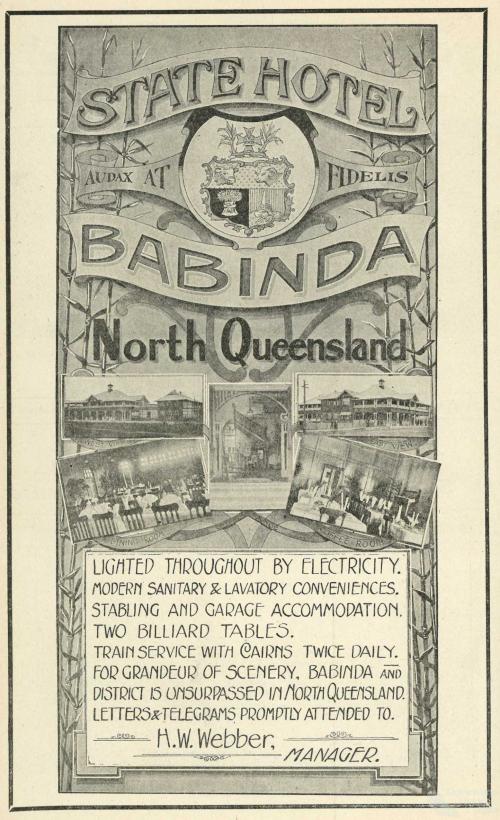 STATE HOTEL
AUDAX AT FIDELIS
BABINDA
North Queensland
VIEW
DINING ROOM
LIGHTED THROUGHOUT BY ELECTRICITY.
MODERN SANITARY & LAVATORY CONVENIENCES.
STABLING AND GARAGE ACCOMMODATION.
TWO BILLIARD TABLES.
TRAIN SERVICE WITH CAIRNS TWICE DAILY.
FOR GRANDEUR OF SCENERY, BABINDA AND
DISTRICT IS UNSURPASSED IN NORTH QUEENSLAND.
LETTERS & TELEGRAMS PROMPTLY ATTENDED TO.
H.W. Webber,
MANAGER.